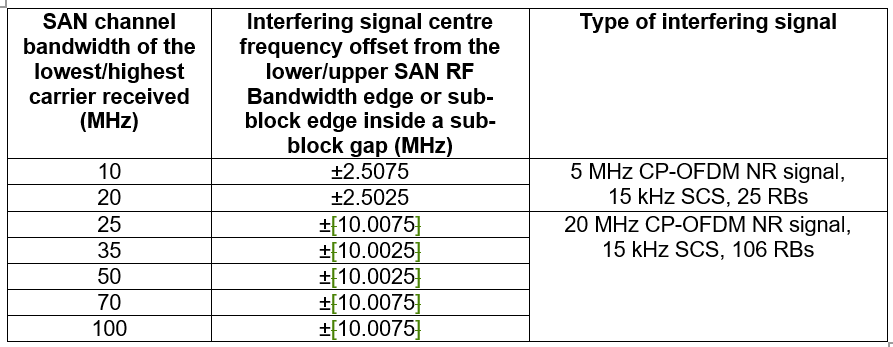 SAN channel bandwidth of the lowest/highest carrier received (MHz)
Interfering signal centre frequency offset from the lower/upper SAN RF Bandwidth edge or sub-block edge inside a sub-block gap (MHz)
Type of interfering signal
10
±2.5075
5 MHz CP-OFDM NR signal,
15 kHz SCS, 25 RBs
20
±2.5025
25
±[10.0075]
20 MHz CP-OFDM NR signal,
15 kHz SCS, 106 RBs
35
±[10.0025]
50
±[10.0025]
70
±[10.0075]
100
±[10.0075]